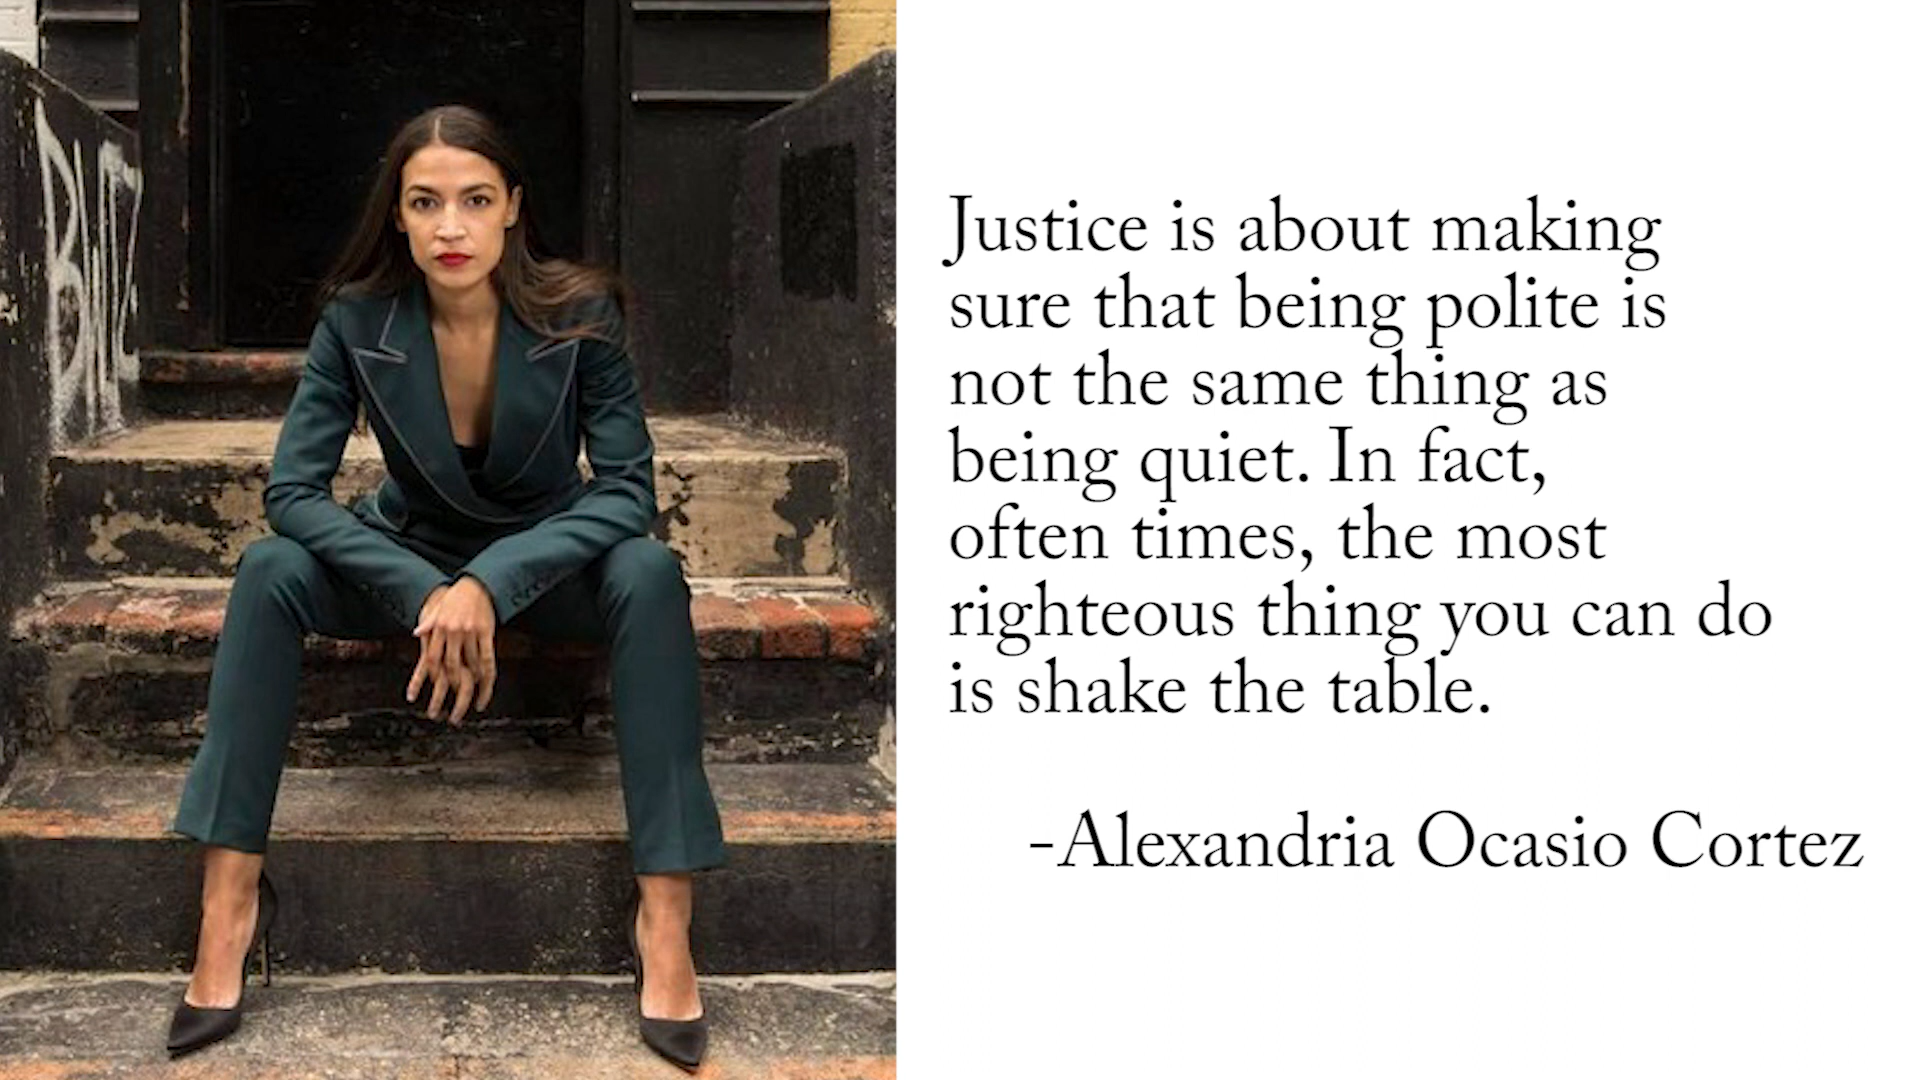 Justice is about making
sure that being polite is
not the same thing as
being quiet. In fact,
often times, the most
righteous thing you can do
is shake the table.
-Alexandria Ocasio Cortez